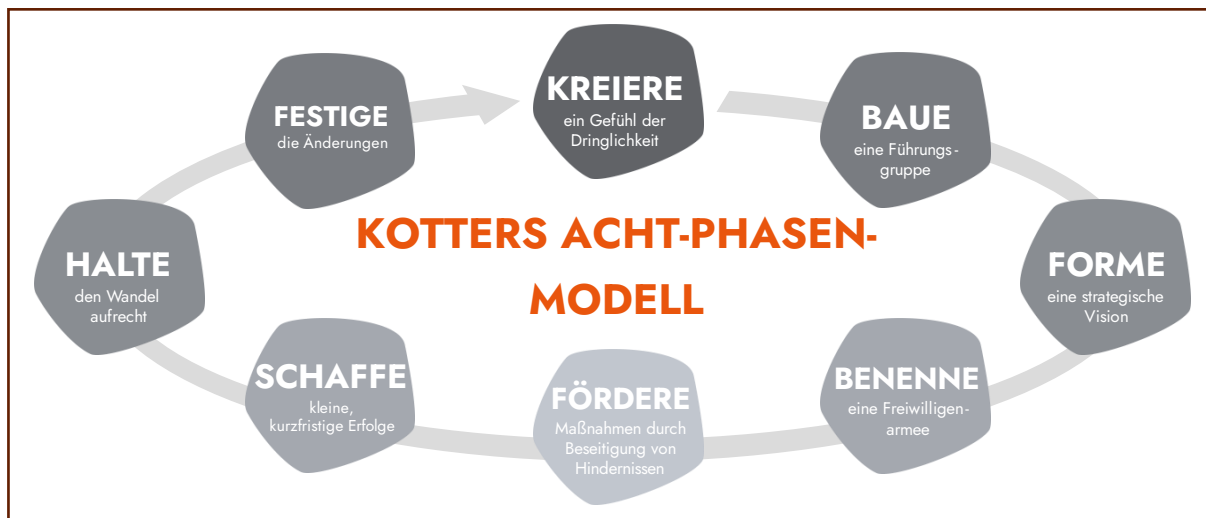 KREIERE
ein Gefühl der
Dringlichkeit
BAUE
eine Führungs-
gruppe
FORME
eine strategische
Vision
BENENNE
eine Freiwilligen-
armee
FÖRDERE
Maßnahmen durch
Beseitigung von
Hindernissen
SCHAFFE
kleine,
kurzfristige Erfolge
HALTE
den Wandel
aufrecht
FESTIGE
die Änderungen
KOTTERS ACHT-PHASEN-
MODELL